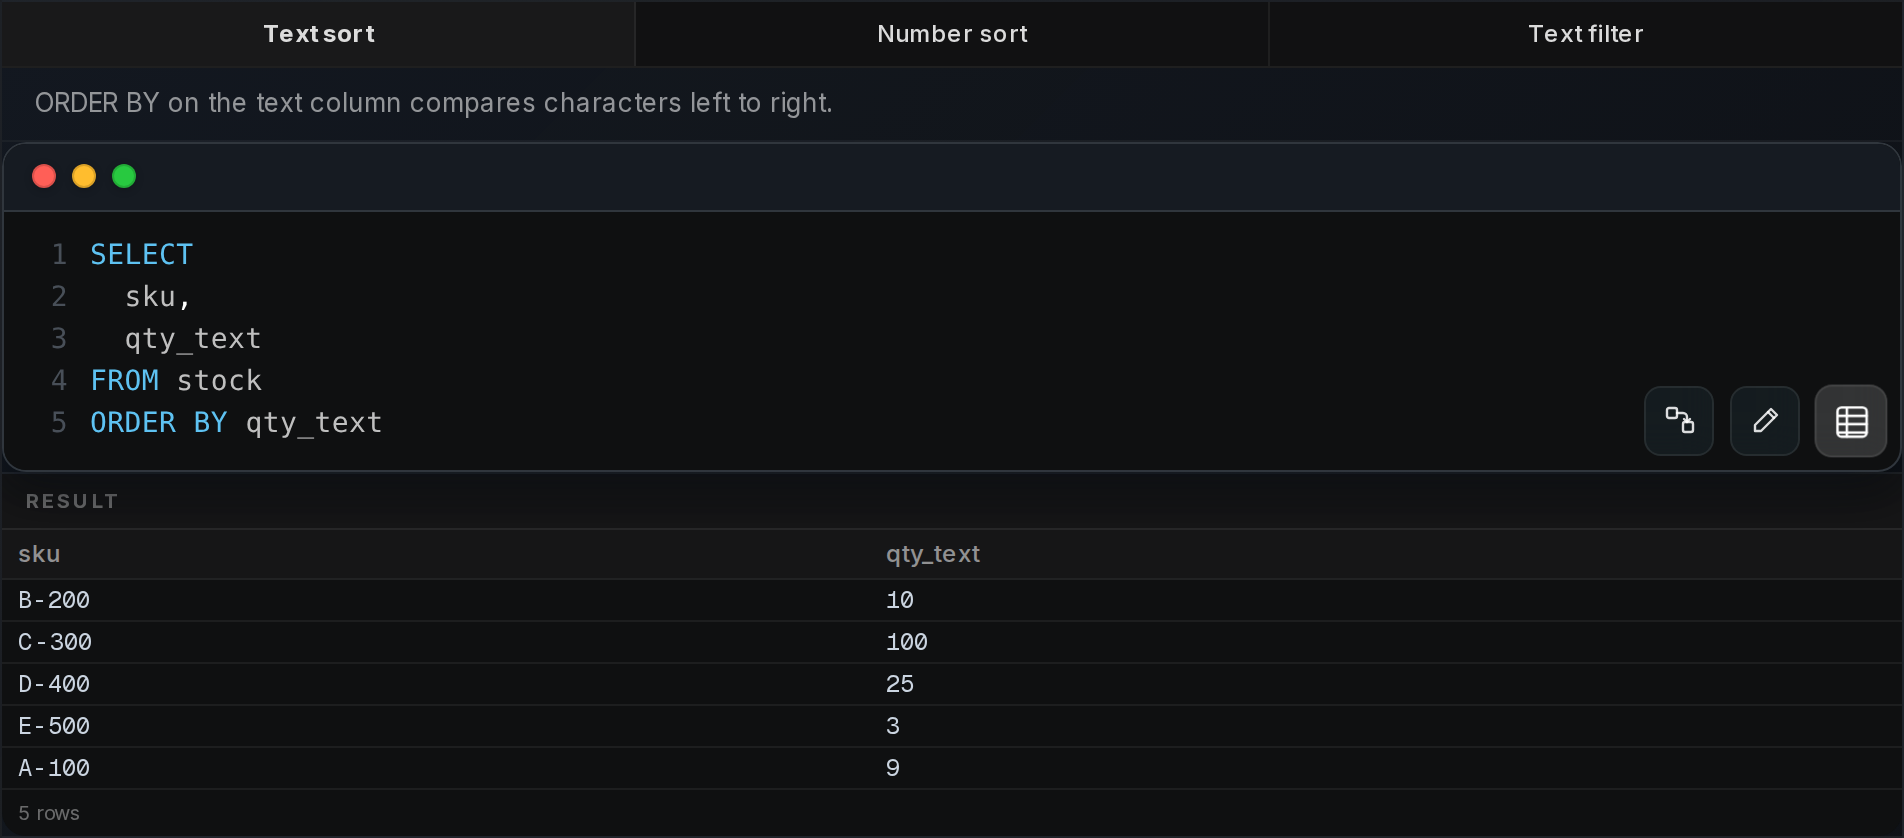 Text sort
Number sort
Text filter
ORDER BY on the text column compares characters left to right.
1 SELECT
2   sku,
3   qty_text
4 FROM stock
5 ORDER BY qty_text
RESULT
sku qty_text
B-200 10
C-300 100
D-400 25
E-500 3
A-100 9
5 rows